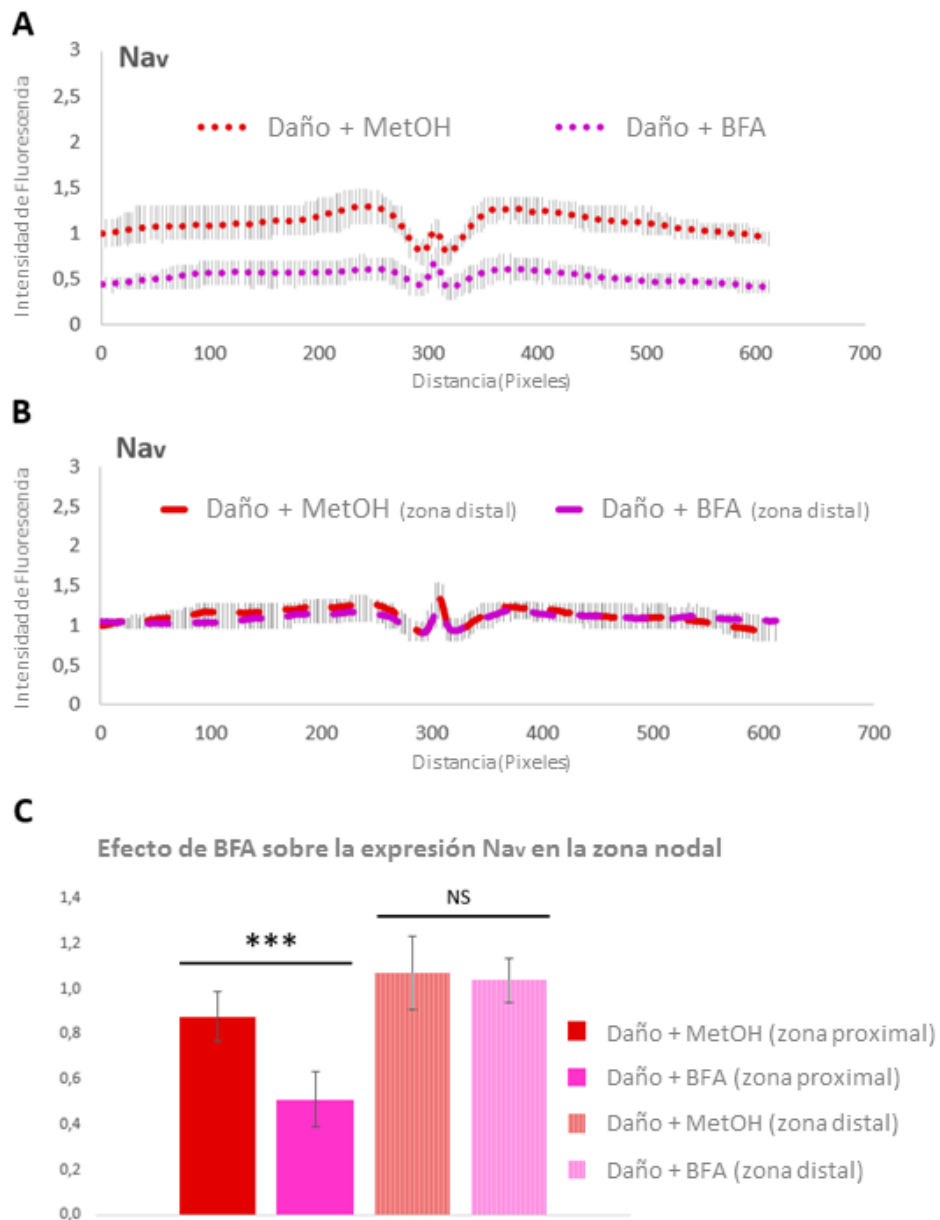 A
Nav
Daño + MetOH
Daño + BFA
Intensidad de Fluorescencia
3
2,5
2
1,5
1
0,5
0
0 100 200 300 400 500 600 700
Distancia(Pixeles)
B
Nav
Daño + MetOH (zona distal)
Daño + BFA (zona distal)
Intensidad de Fluorescencia
3
2,5
2
1,5
1
0,5
0
0 100 200 300 400 500 600 700
Distancia(Pixeles)
C
Efecto de BFA sobre la expresión Nav en la zona nodal
1,4
1,2
1,0
0,8
0,6
0,4
0,2
0,0
***
NS
Daño + MetOH (zona proximal)
Daño + BFA (zona proximal)
Daño + MetOH (zona distal)
Daño + BFA (zona distal)